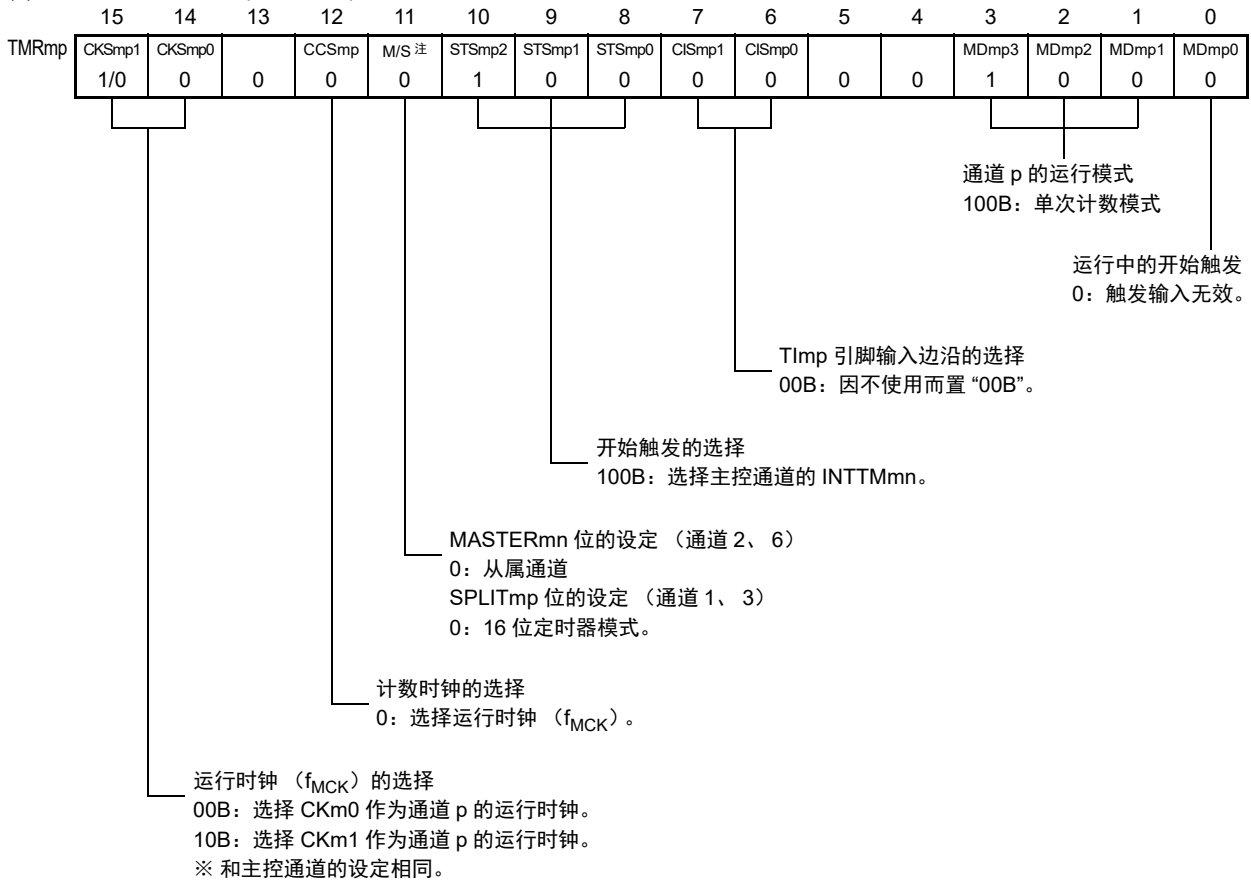 15 14 13 12 11 10 9 8 7 6 5 4 3 2 1 0
TMRmp CKSmp1 CKSmp0 CCSmp M/S 注 STSmp2 STSmp1 STSmp0 CISmp1 CISmp0 MDmp3 MDmp2 MDmp1 MDmp0
1/0 0 0 0 0 1 0 0 0 0 0 0 1 0 0 0
通道 p 的运行模式
100B：单次计数模式
运行中的开始触发
0：触发输入无效。
TImp 引脚输入边沿的选择
00B：因不使用而置 “00B”。
开始触发的选择
100B：选择主控通道的 INTTMmn。
MASTERmn 位的设定 （通道 2、 6）
0：从属通道
SPLITmp 位的设定 （通道 1、 3）
0：16 位定时器模式。
计数时钟的选择
0：选择运行时钟 （fMCK）。
运行时钟 （fMCK）的选择
00B：选择 CKm0 作为通道 p 的运行时钟。
10B：选择 CKm1 作为通道 p 的运行时钟。
※ 和主控通道的设定相同。